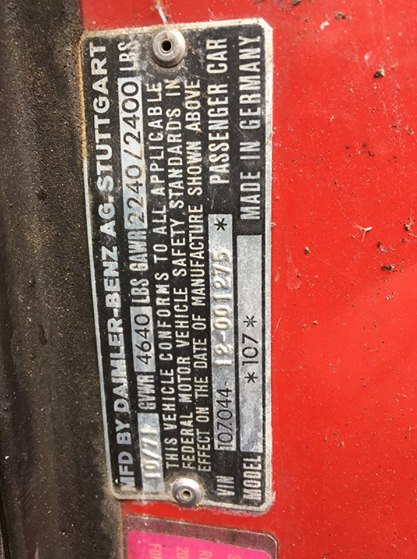 MFD BY DAIMLER-BENZ AG. STUTTGART
10/71 GVWR 4640 LBS GAWR 2240/2400 LBS
THIS VEHICLE CONFORMS TO ALL APPLICABLE
FEDERAL MOTOR VEHICLE SAFETY STANDARDS IN
EFFECT ON THE DATE OF MANUFACTURE SHOWN ABOVE
PASSENGER CAR
VIN 107.044- 12-001275 *
MODEL *107* MADE IN GERMANY